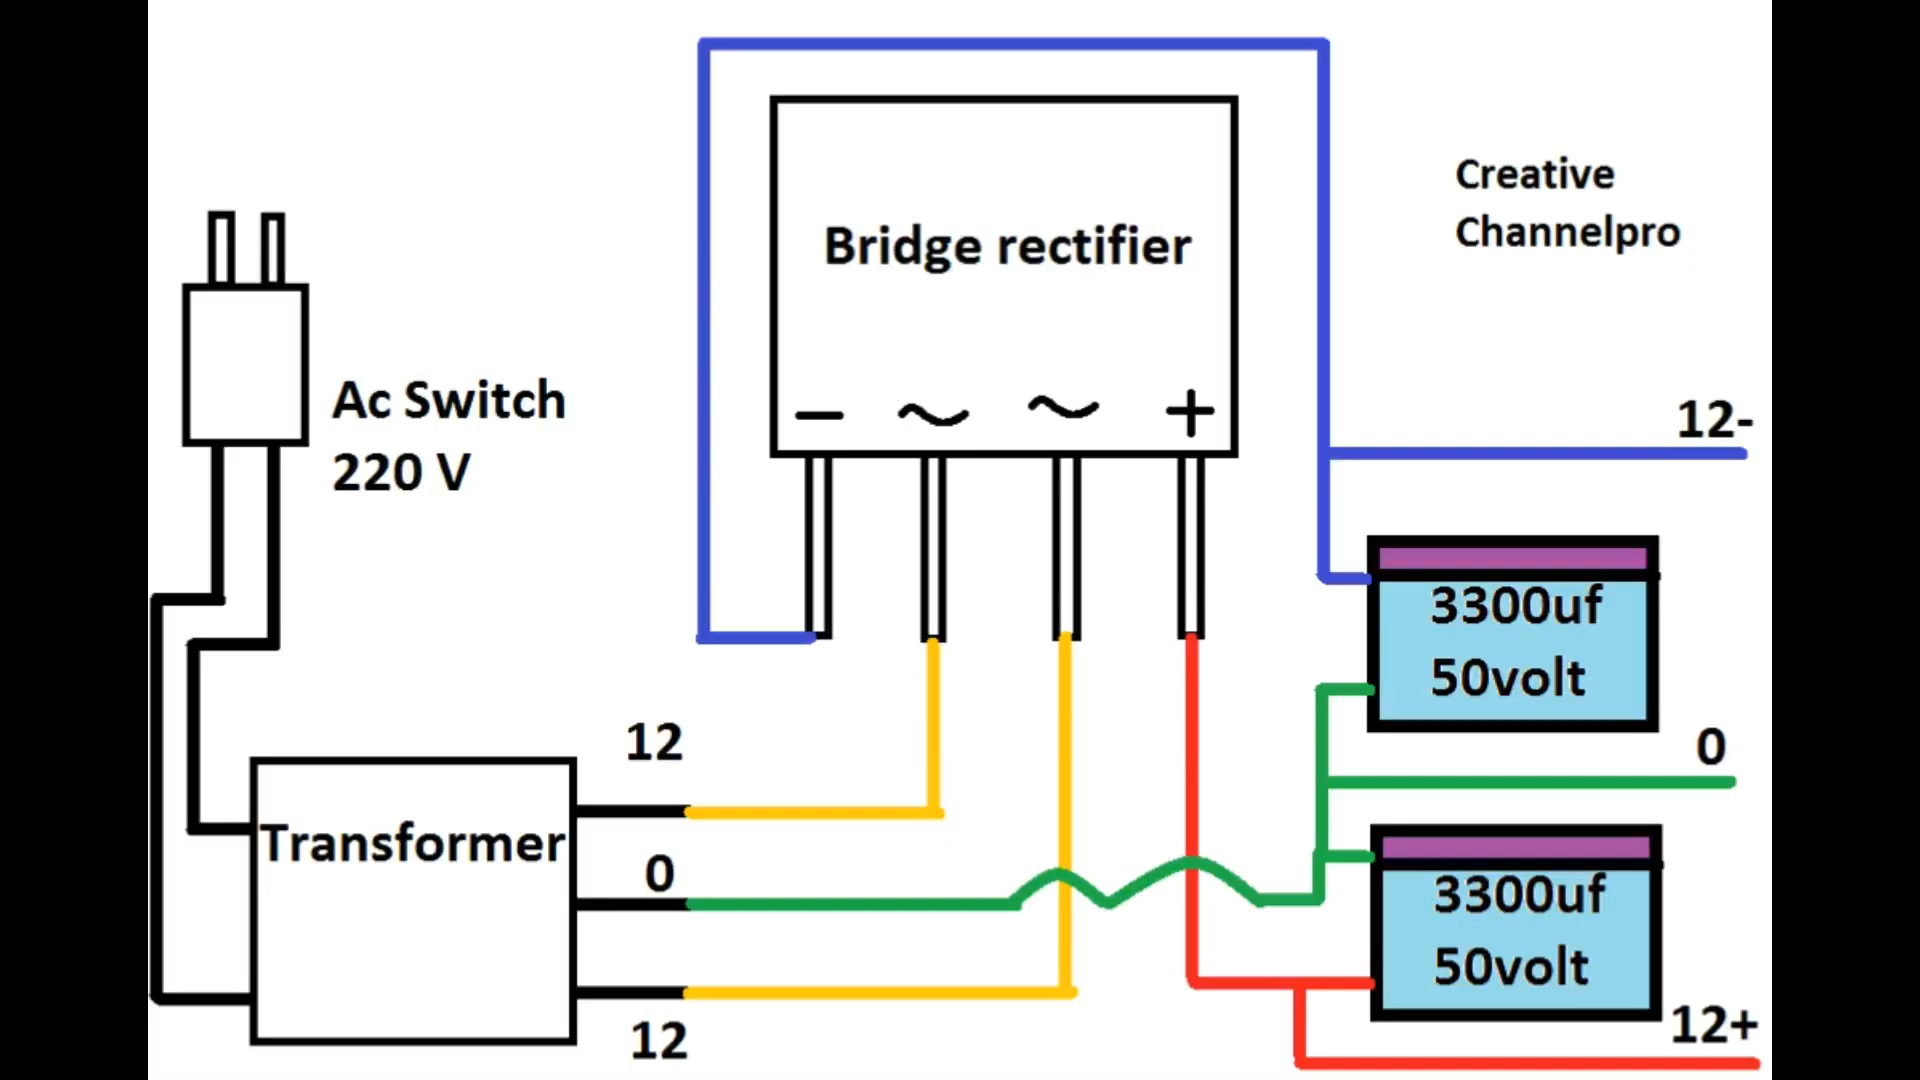 Creative
Channelpro
Bridge rectifier
− ~ ~ +
Ac Switch
220 V
12-
3300uf
50volt
12
0
Transformer
0
3300uf
50volt
12+
12